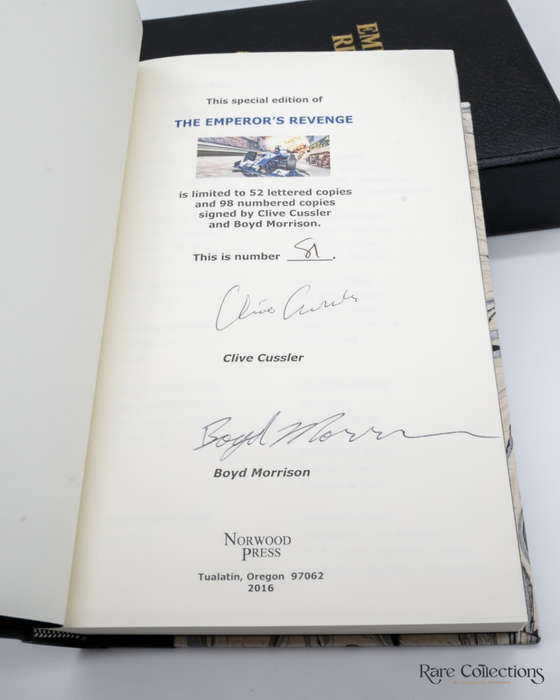 EM
R
This special edition of
THE EMPEROR'S REVENGE
is limited to 52 lettered copies
and 98 numbered copies
signed by Clive Cussler
and Boyd Morrison.
This is number 81.
Clive Cussler
Clive Cussler
Boyd Morrison
Boyd Morrison
NORWOOD
PRESS
Tualatin, Oregon 97062
2016
Rare Collections